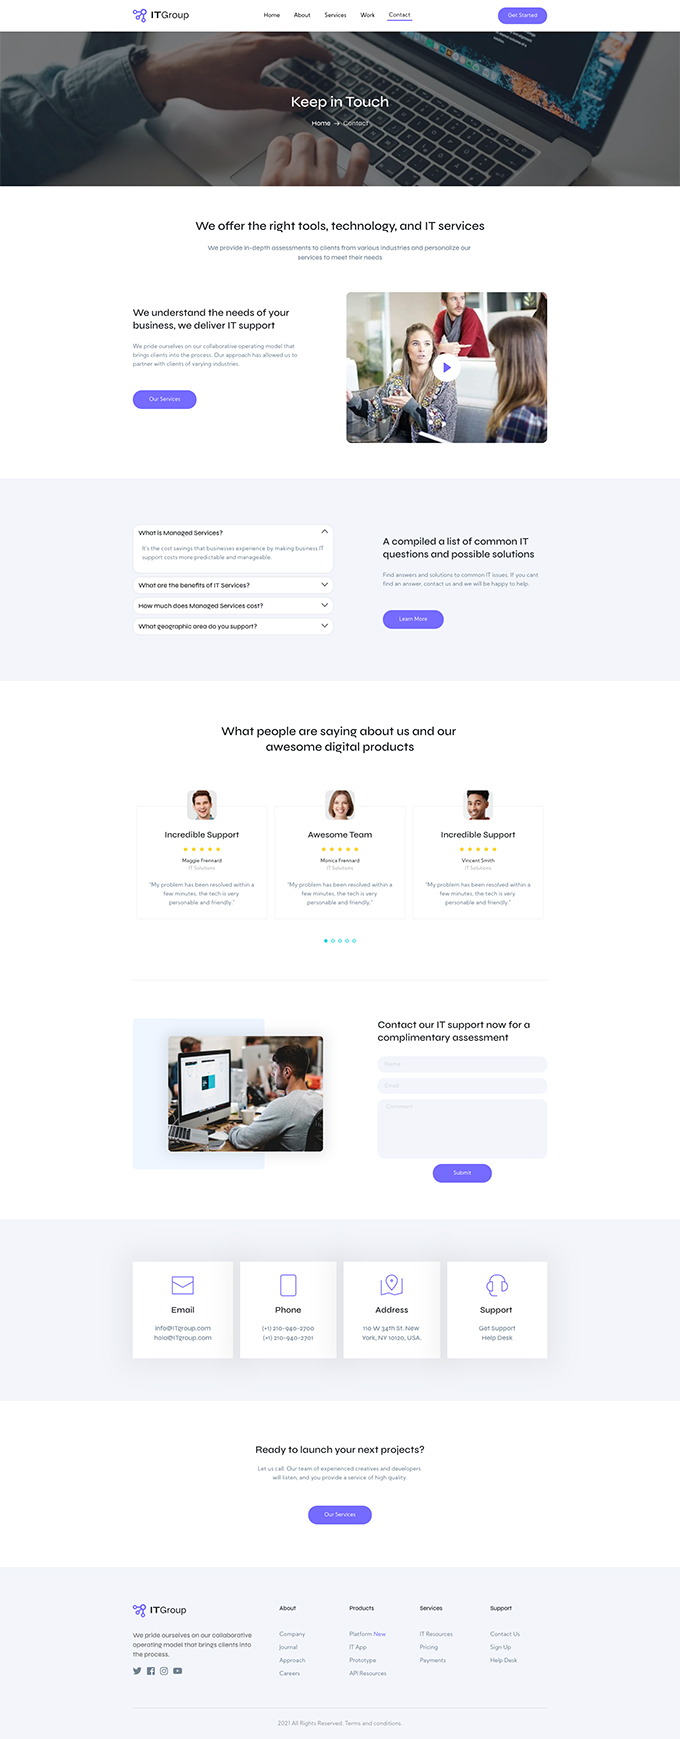 ITGroup
Home About Services Work Contact
Get Started
Keep in Touch
Home → Contact
We offer the right tools, technology, and IT services
We provide in-depth assessments to clients from various industries and personalize our
services to meet their needs
We understand the needs of your
business, we deliver IT support
We pride ourselves on our collaborative operating model that
brings clients into the process. Our approach has allowed us to
partner with clients of varying industries.
Our Services
What is Managed Services?
It's the cost savings that businesses experience by making business IT
support costs more predictable and manageable.
What are the benefits of IT Services?
How much does Managed Services cost?
What geographic area do you support?
A compiled a list of common IT
questions and possible solutions
Find answers and solutions to common IT issues. If you cant
find an answer, contact us and we will be happy to help.
Learn More
What people are saying about us and our
awesome digital products
Incredible Support
Maggie Frennard
IT Solutions
"My problem has been resolved within a
few minutes, the tech is very
personable and friendly."
Awesome Team
Monica Frennard
IT Solutions
"My problem has been resolved within a
few minutes, the tech is very
personable and friendly."
Incredible Support
Vincent Smith
IT Solutions
"My problem has been resolved within a
few minutes, the tech is very
personable and friendly."
Contact our IT support now for a
complimentary assessment
Name
Email
Comment
Submit
Email
info@ITgroup.com
hola@ITgroup.com
Phone
(+1) 210-940-2700
(+1) 210-940-2701
Address
110 W 34th St. New
York, NY 10120, USA.
Support
Get Support
Help Desk
Ready to launch your next projects?
Let us call. Our team of experienced creatives and developers
will listen, and you provide a service of high quality.
Our Services
ITGroup
We pride ourselves on our collaborative
operating model that brings clients into
the process.
About
Company
Journal
Approach
Careers
Products
Platform New
IT App
Prototype
API Resources
Services
IT Resources
Pricing
Payments
Support
Contact Us
Sign Up
Help Desk
2021 All Rights Reserved. Terms and conditions.